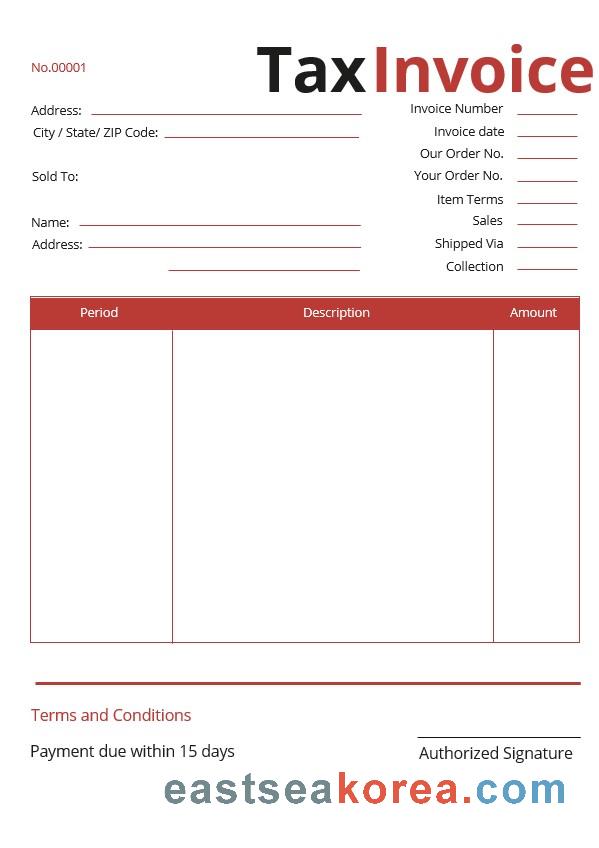 No.00001
Tax Invoice
Address:
City / State/ ZIP Code:
Sold To:
Name:
Address:
Invoice Number
Invoice date
Our Order No.
Your Order No.
Item Terms
Sales
Shipped Via
Collection
Period Description Amount
Terms and Conditions
Payment due within 15 days
Authorized Signature
eastseakorea.com